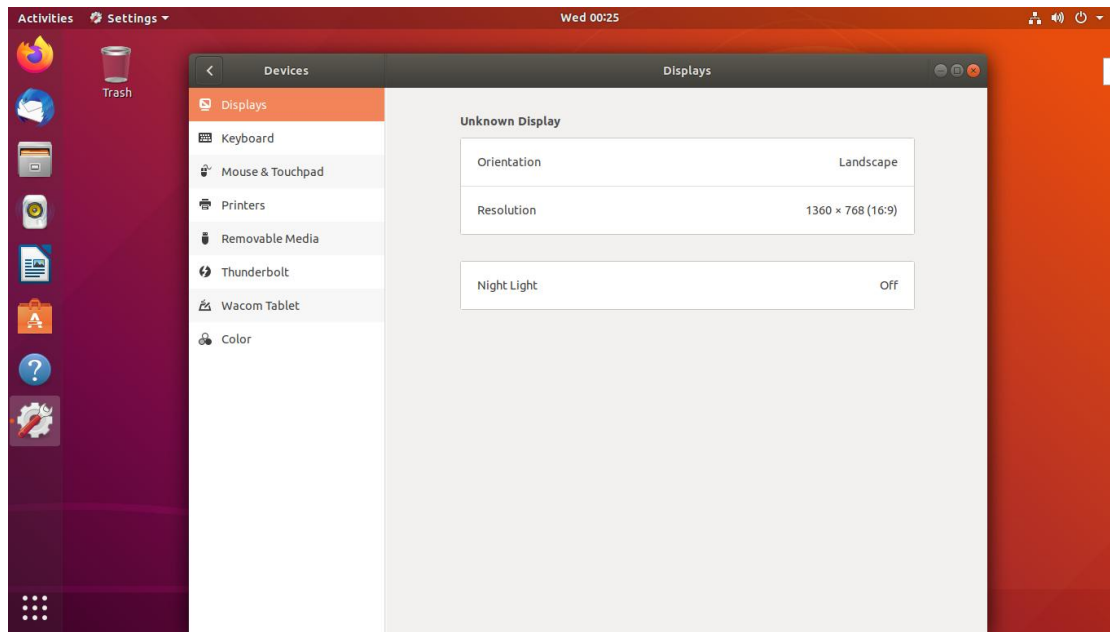 Activities Settings Wed 00:25
Trash
Devices Displays
Displays
Keyboard
Mouse & Touchpad
Printers
Removable Media
Thunderbolt
Wacom Tablet
Color
Unknown Display
Orientation Landscape
Resolution 1360 × 768 (16:9)
Night Light Off